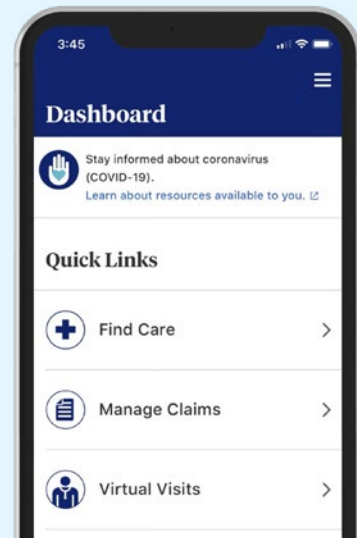 3:45
Dashboard
Stay informed about coronavirus
(COVID-19).
Learn about resources available to you.
Quick Links
Find Care
Manage Claims
Virtual Visits